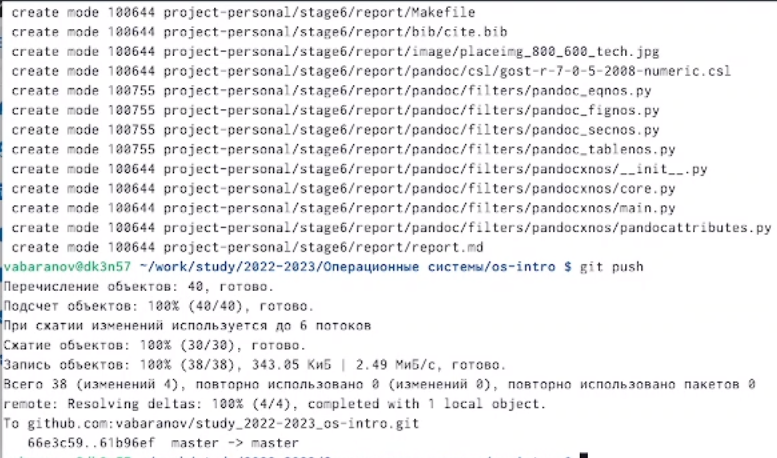 create mode 100644 project-personal/stage6/report/Makefile
create mode 100644 project-personal/stage6/report/bib/cite.bib
create mode 100644 project-personal/stage6/report/image/placeimg_800_600_tech.jpg
create mode 100644 project-personal/stage6/report/pandoc/csl/gost-r-7-0-5-2008-numeric.csl
create mode 100755 project-personal/stage6/report/pandoc/filters/pandoc_eqnos.py
create mode 100755 project-personal/stage6/report/pandoc/filters/pandoc_fignos.py
create mode 100755 project-personal/stage6/report/pandoc/filters/pandoc_secnos.py
create mode 100755 project-personal/stage6/report/pandoc/filters/pandoc_tablenos.py
create mode 100644 project-personal/stage6/report/pandoc/filters/pandocxnos/__init__.py
create mode 100644 project-personal/stage6/report/pandoc/filters/pandocxnos/core.py
create mode 100644 project-personal/stage6/report/pandoc/filters/pandocxnos/main.py
create mode 100644 project-personal/stage6/report/pandoc/filters/pandocxnos/pandocattributes.py
create mode 100644 project-personal/stage6/report/report.md
vabaranov@dk3n57 ~/work/study/2022-2023/Операционные системы/os-intro $ git push
Перечисление объектов: 40, готово.
Подсчет объектов: 100% (40/40), готово.
При сжатии изменений используется до 6 потоков
Сжатие объектов: 100% (30/30), готово.
Запись объектов: 100% (38/38), 343.05 КиБ | 2.49 МиБ/с, готово.
Всего 38 (изменений 4), повторно использовано 0 (изменений 0), повторно использовано пакетов 0
remote: Resolving deltas: 100% (4/4), completed with 1 local object.
To github.com:vabaranov/study_2022-2023_os-intro.git
66e3c59..61b96ef master -> master